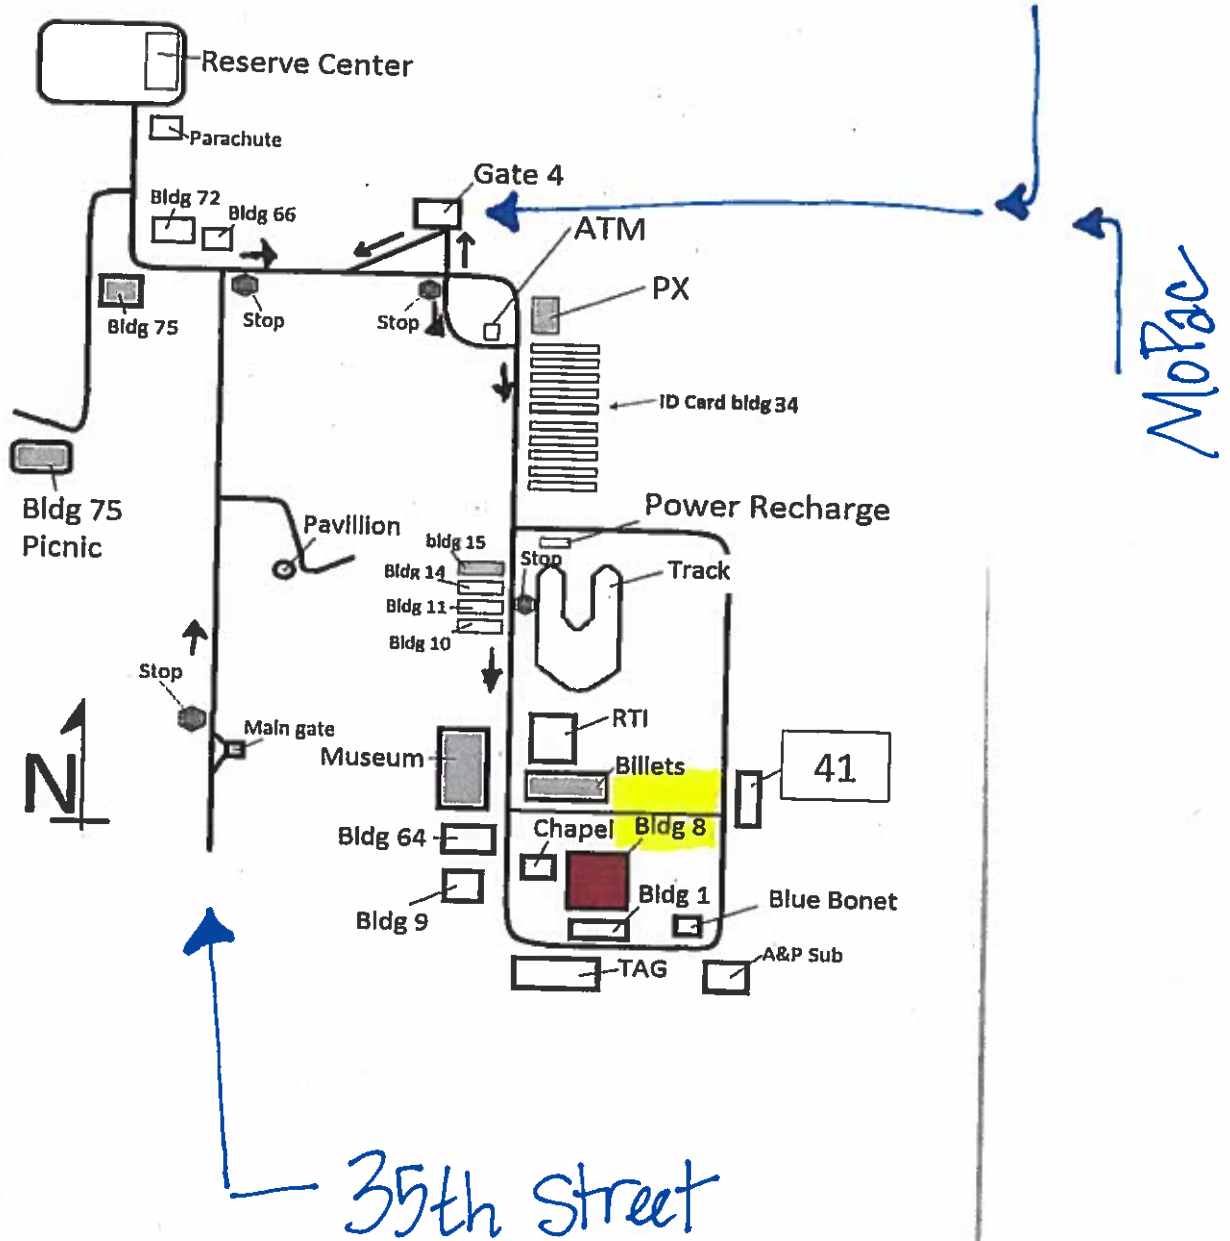 Reserve Center
Parachute
Gate 4
Bldg 72
Bldg 66
ATM
PX
Bldg 75
Stop
Stop
MoPac
ID Card bldg 34
Bldg 75
Picnic
Power Recharge
Pavillion
bldg 15
Stop
Bldg 14
Track
Bldg 11
Bldg 10
Stop
Main gate
RTI
Museum
Billets
41
N
Chapel
Bldg 8
Bldg 64
Bldg 1
Blue Bonet
Bldg 9
A&P Sub
TAG
35th Street